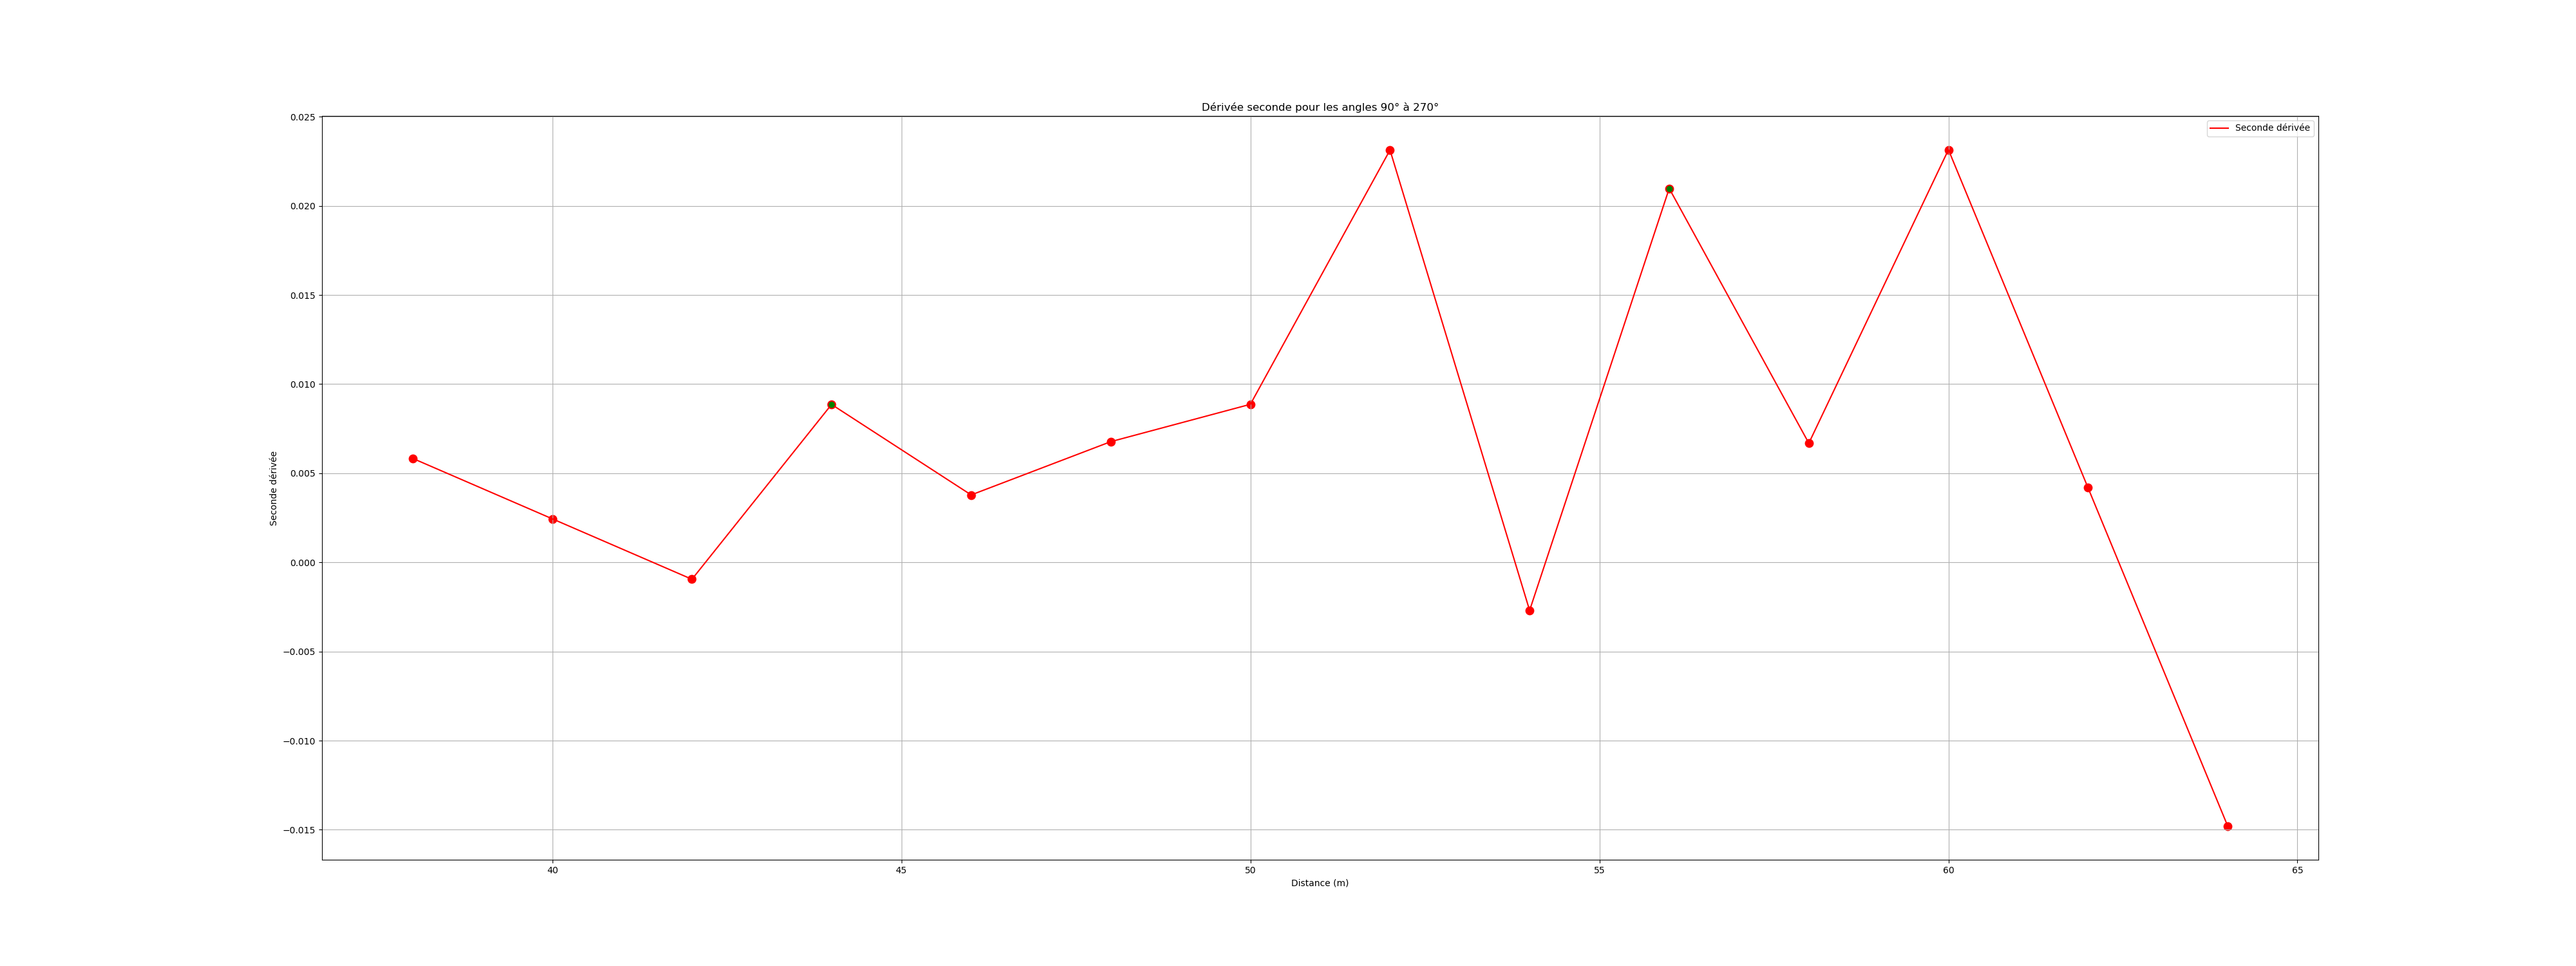 Dérivée seconde pour les angles 90° à 270°
Seconde dérivée
0.025
0.020
0.015
0.010
0.005
0.000
−0.005
−0.010
−0.015
Seconde dérivée
40 45 50 55 60 65
Distance (m)